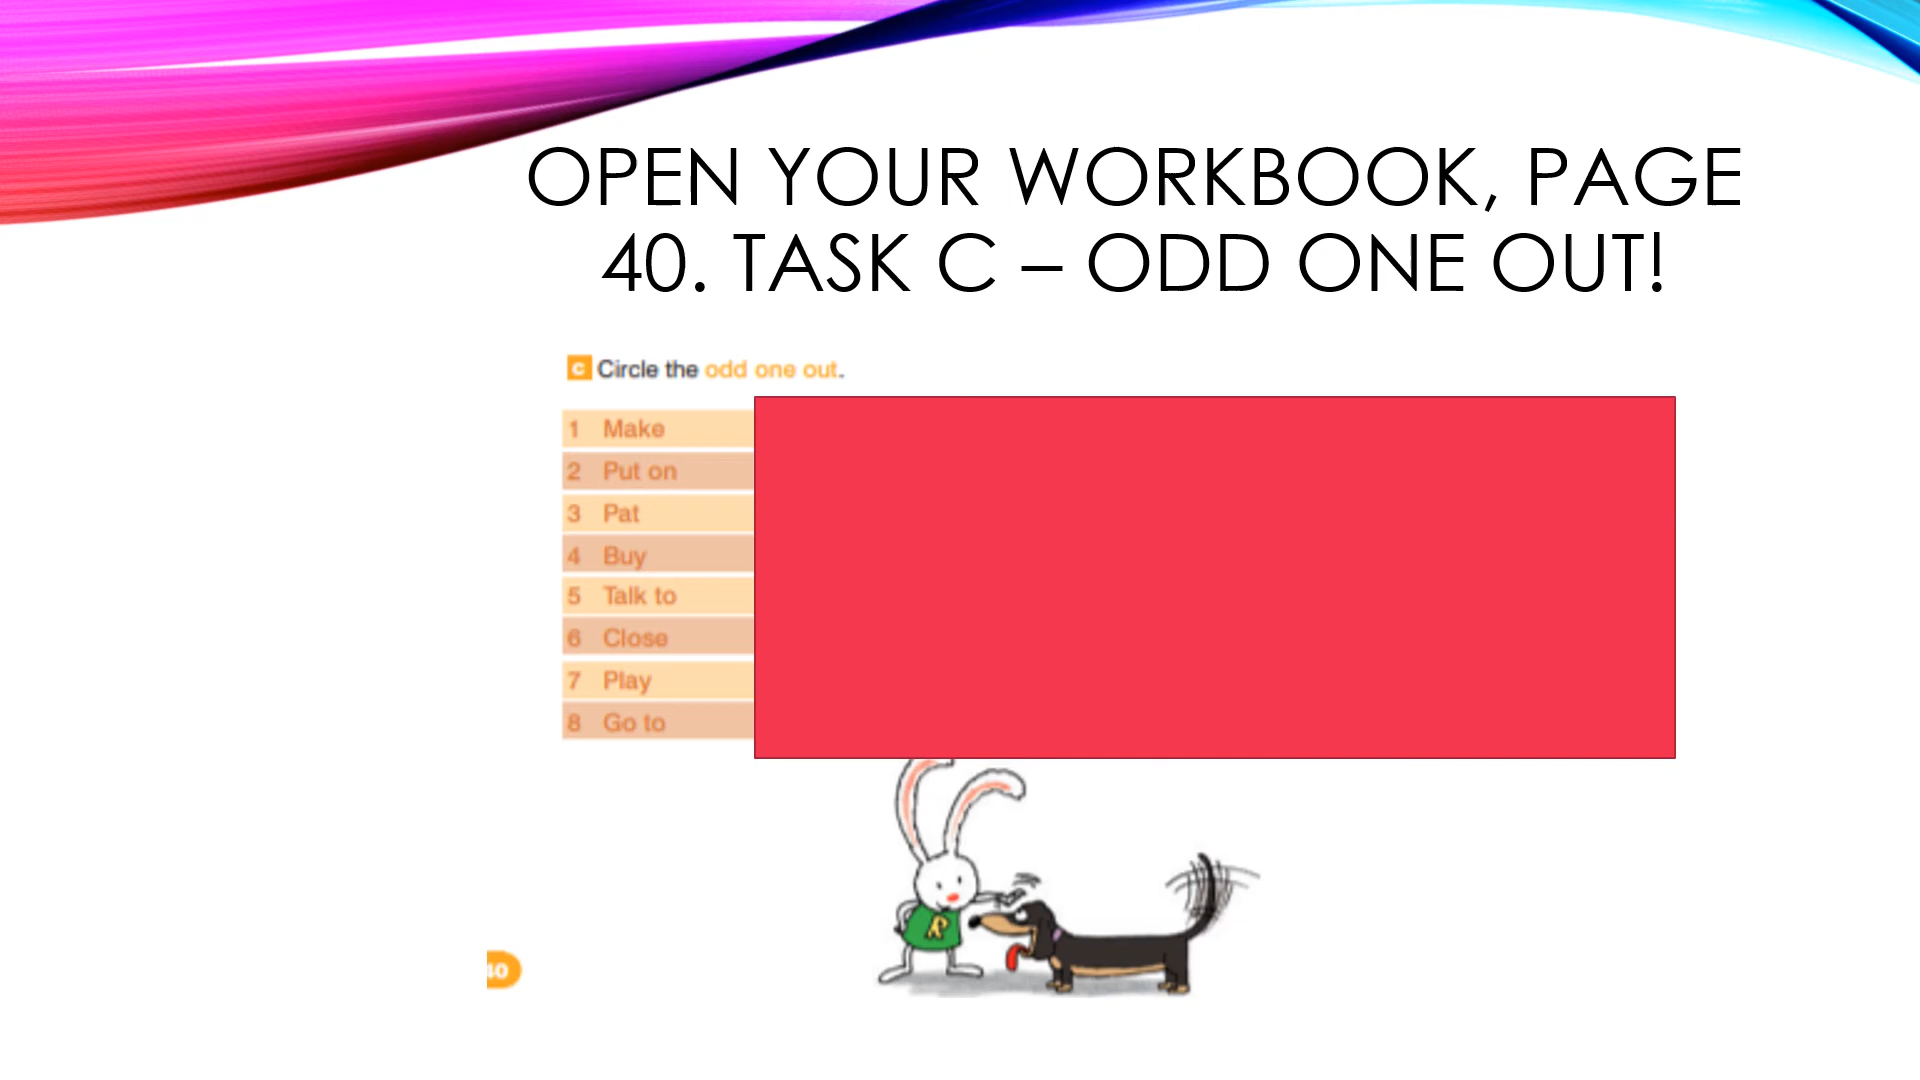 OPEN YOUR WORKBOOK, PAGE
40. TASK C – ODD ONE OUT!
C Circle the odd one out.
1 Make
2 Put on
3 Pat
4 Buy
5 Talk to
6 Close
7 Play
8 Go to
R
40